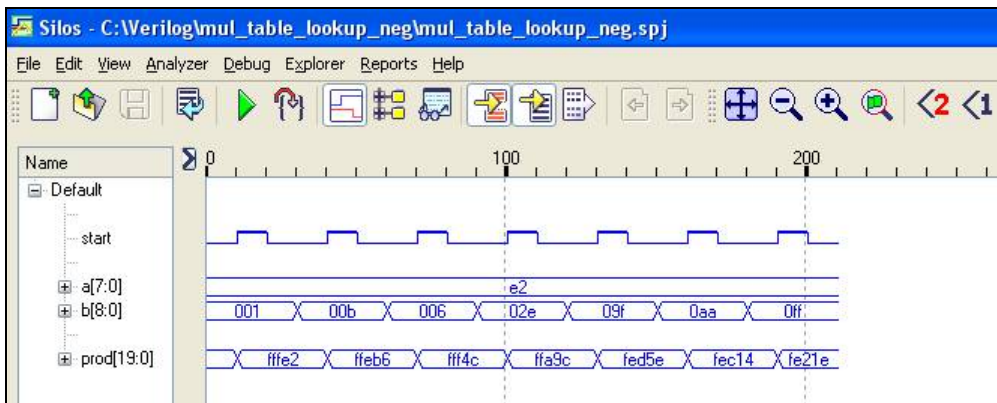 Silos - C:\Verilog\mul_table_lookup_neg\mul_table_lookup_neg.spj
File Edit View Analyzer Debug Explorer Reports Help
2 1
Name 0 100 200
Default
start
a[7:0] e2
b[8:0] 001 00b 006 02e 09f 0aa 0ff
prod[19:0] fffe2 ffeb6 fff4c ffa9c fed5e fec14 fe21e